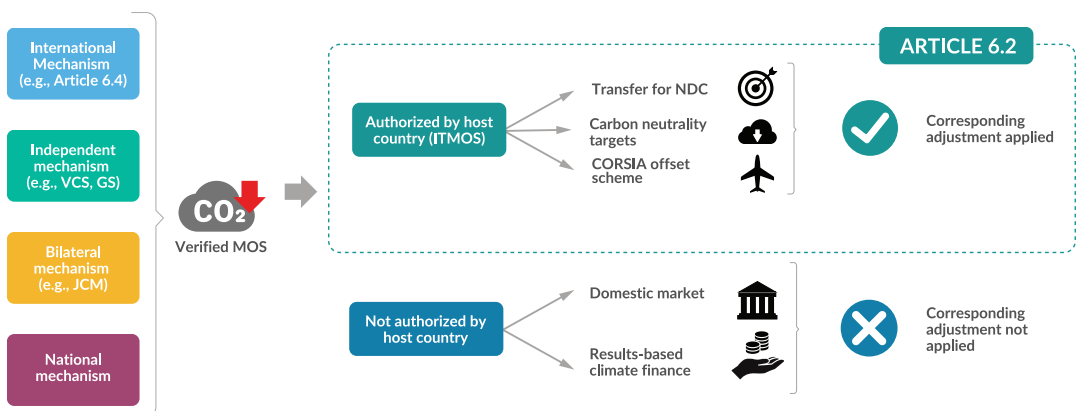 International
Mechanism
(e.g., Article 6.4)
Independent
mechanism
(e.g., VCS, GS)
Bilateral
mechanism
(e.g., JCM)
National
mechanism
CO₂
Verified MOS
ARTICLE 6.2
Authorized by host
country (ITMOS)
Transfer for NDC
Carbon neutrality
targets
CORSIA offset
scheme
Corresponding
adjustment applied
Not authorized by
host country
Domestic market
Results-based
climate finance
Corresponding
adjustment not
applied